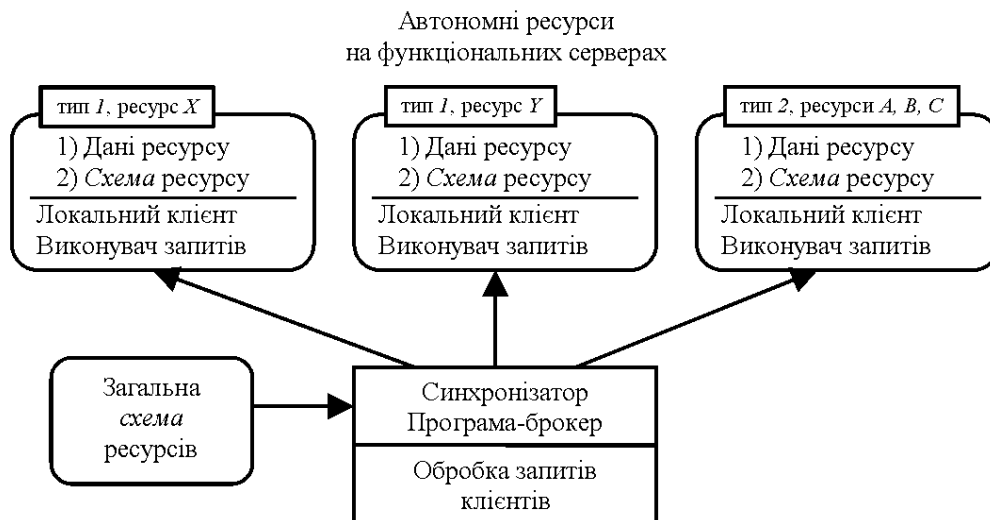 Автономні ресурси
на функціональних серверах
тип 1, ресурс X
1) Дані ресурсу
2) Схема ресурсу
Локальний клієнт
Виконувач запитів
тип 1, ресурс Y
1) Дані ресурсу
2) Схема ресурсу
Локальний клієнт
Виконувач запитів
тип 2, ресурси A, B, C
1) Дані ресурсу
2) Схема ресурсу
Локальний клієнт
Виконувач запитів
Загальна
схема
ресурсів
Синхронізатор
Програма-брокер
Обробка запитів
клієнтів